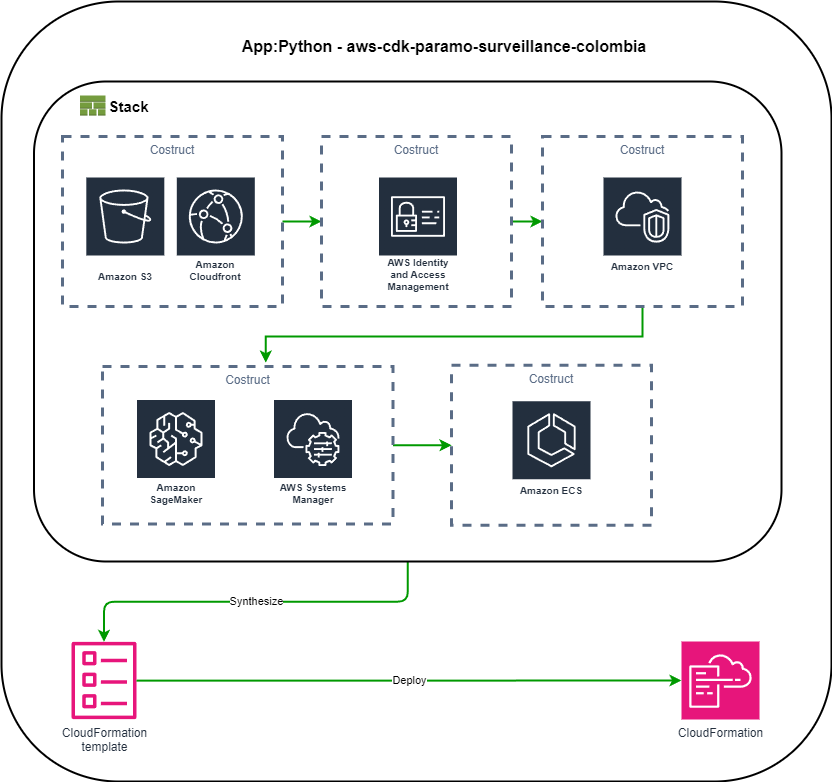 App:Python - aws-cdk-paramo-surveillance-colombia
Stack
Costruct
Amazon S3
Amazon
Cloudfront
Costruct
AWS Identity
and Access
Management
Costruct
Amazon VPC
Costruct
Amazon
SageMaker
AWS Systems
Manager
Costruct
Amazon ECS
Synthesize
CloudFormation
template
Deploy
CloudFormation